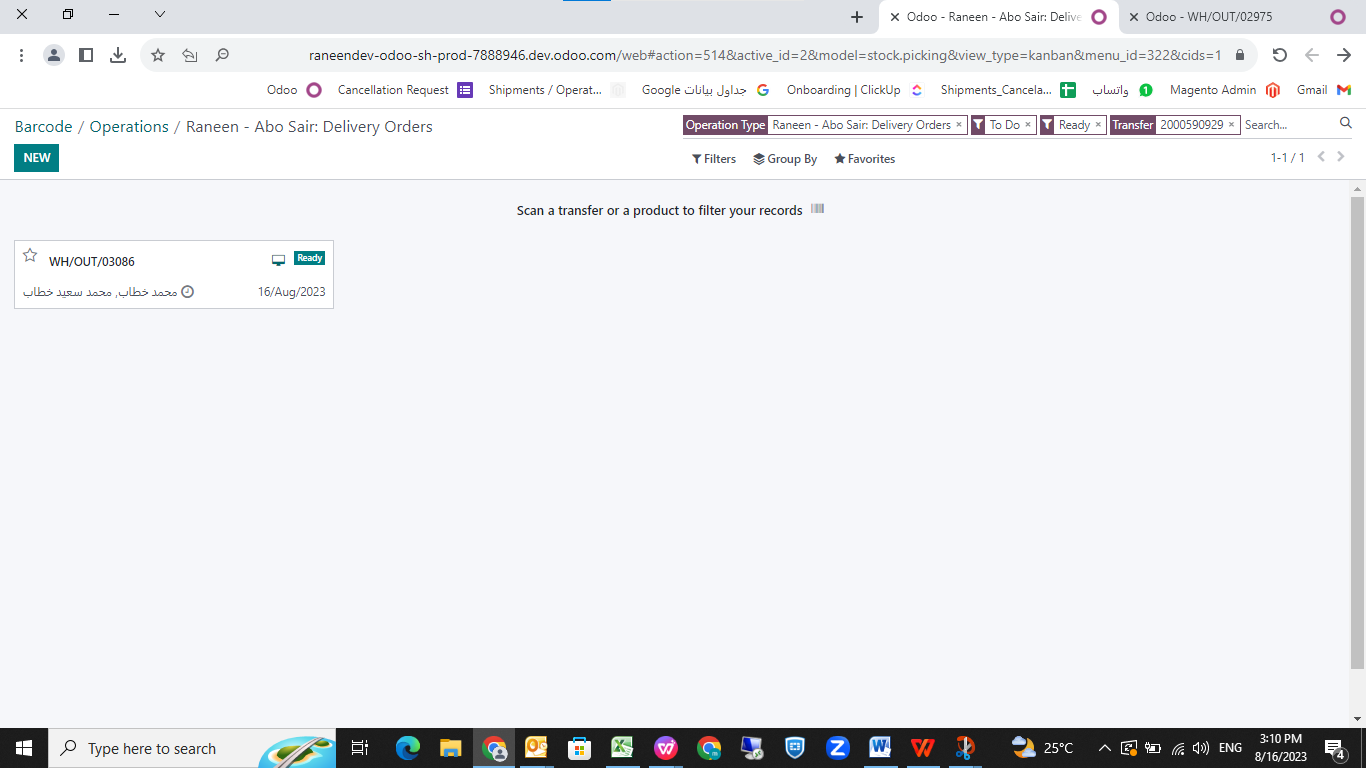 Odoo - Raneen - Abo Sair: Delive
Odoo - WH/OUT/02975
raneendev-odoo-sh-prod-7888946.dev.odoo.com/web#action=514&active_id=2&model=stock.picking&view_type=kanban&menu_id=322&cids=1
Odoo Cancellation Request Shipments / Operat... جداول بيانات Google Onboarding | ClickUp Shipments_Cancela... واتساب 1 Magento Admin Gmail
Barcode / Operations / Raneen - Abo Sair: Delivery Orders
Operation Type Raneen - Abo Sair: Delivery Orders × To Do × Ready × Transfer 2000590929 × Search...
NEW
Filters Group By Favorites 1-1 / 1
Scan a transfer or a product to filter your records
WH/OUT/03086 Ready
محمد خطاب, محمد سعيد خطاب 16/Aug/2023
Type here to search
25°C
ENG
3:10 PM
8/16/2023
4